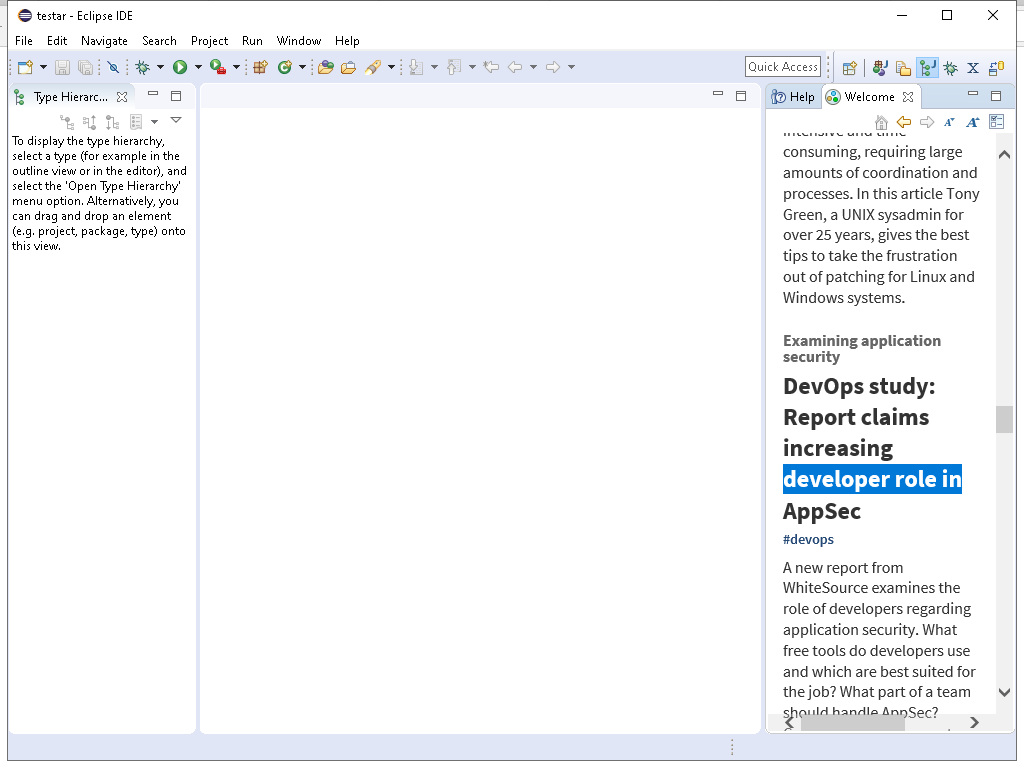 testar - Eclipse IDE
File Edit Navigate Search Project Run Window Help
Quick Access
Type Hierarc...
Help
Welcome
To display the type hierarchy,
select a type (for example in the
outline view or in the editor), and
select the 'Open Type Hierarchy'
menu option. Alternatively, you
can drag and drop an element
(e.g. project, package, type) onto
this view.
intensive and time
consuming, requiring large
amounts of coordination and
processes. In this article Tony
Green, a UNIX sysadmin for
over 25 years, gives the best
tips to take the frustration
out of patching for Linux and
Windows systems.
Examining application
security
DevOps study:
Report claims
increasing
developer role in
AppSec
#devops
A new report from
WhiteSource examines the
role of developers regarding
application security. What
free tools do developers use
and which are best suited for
the job? What part of a team
should handle AppSec?